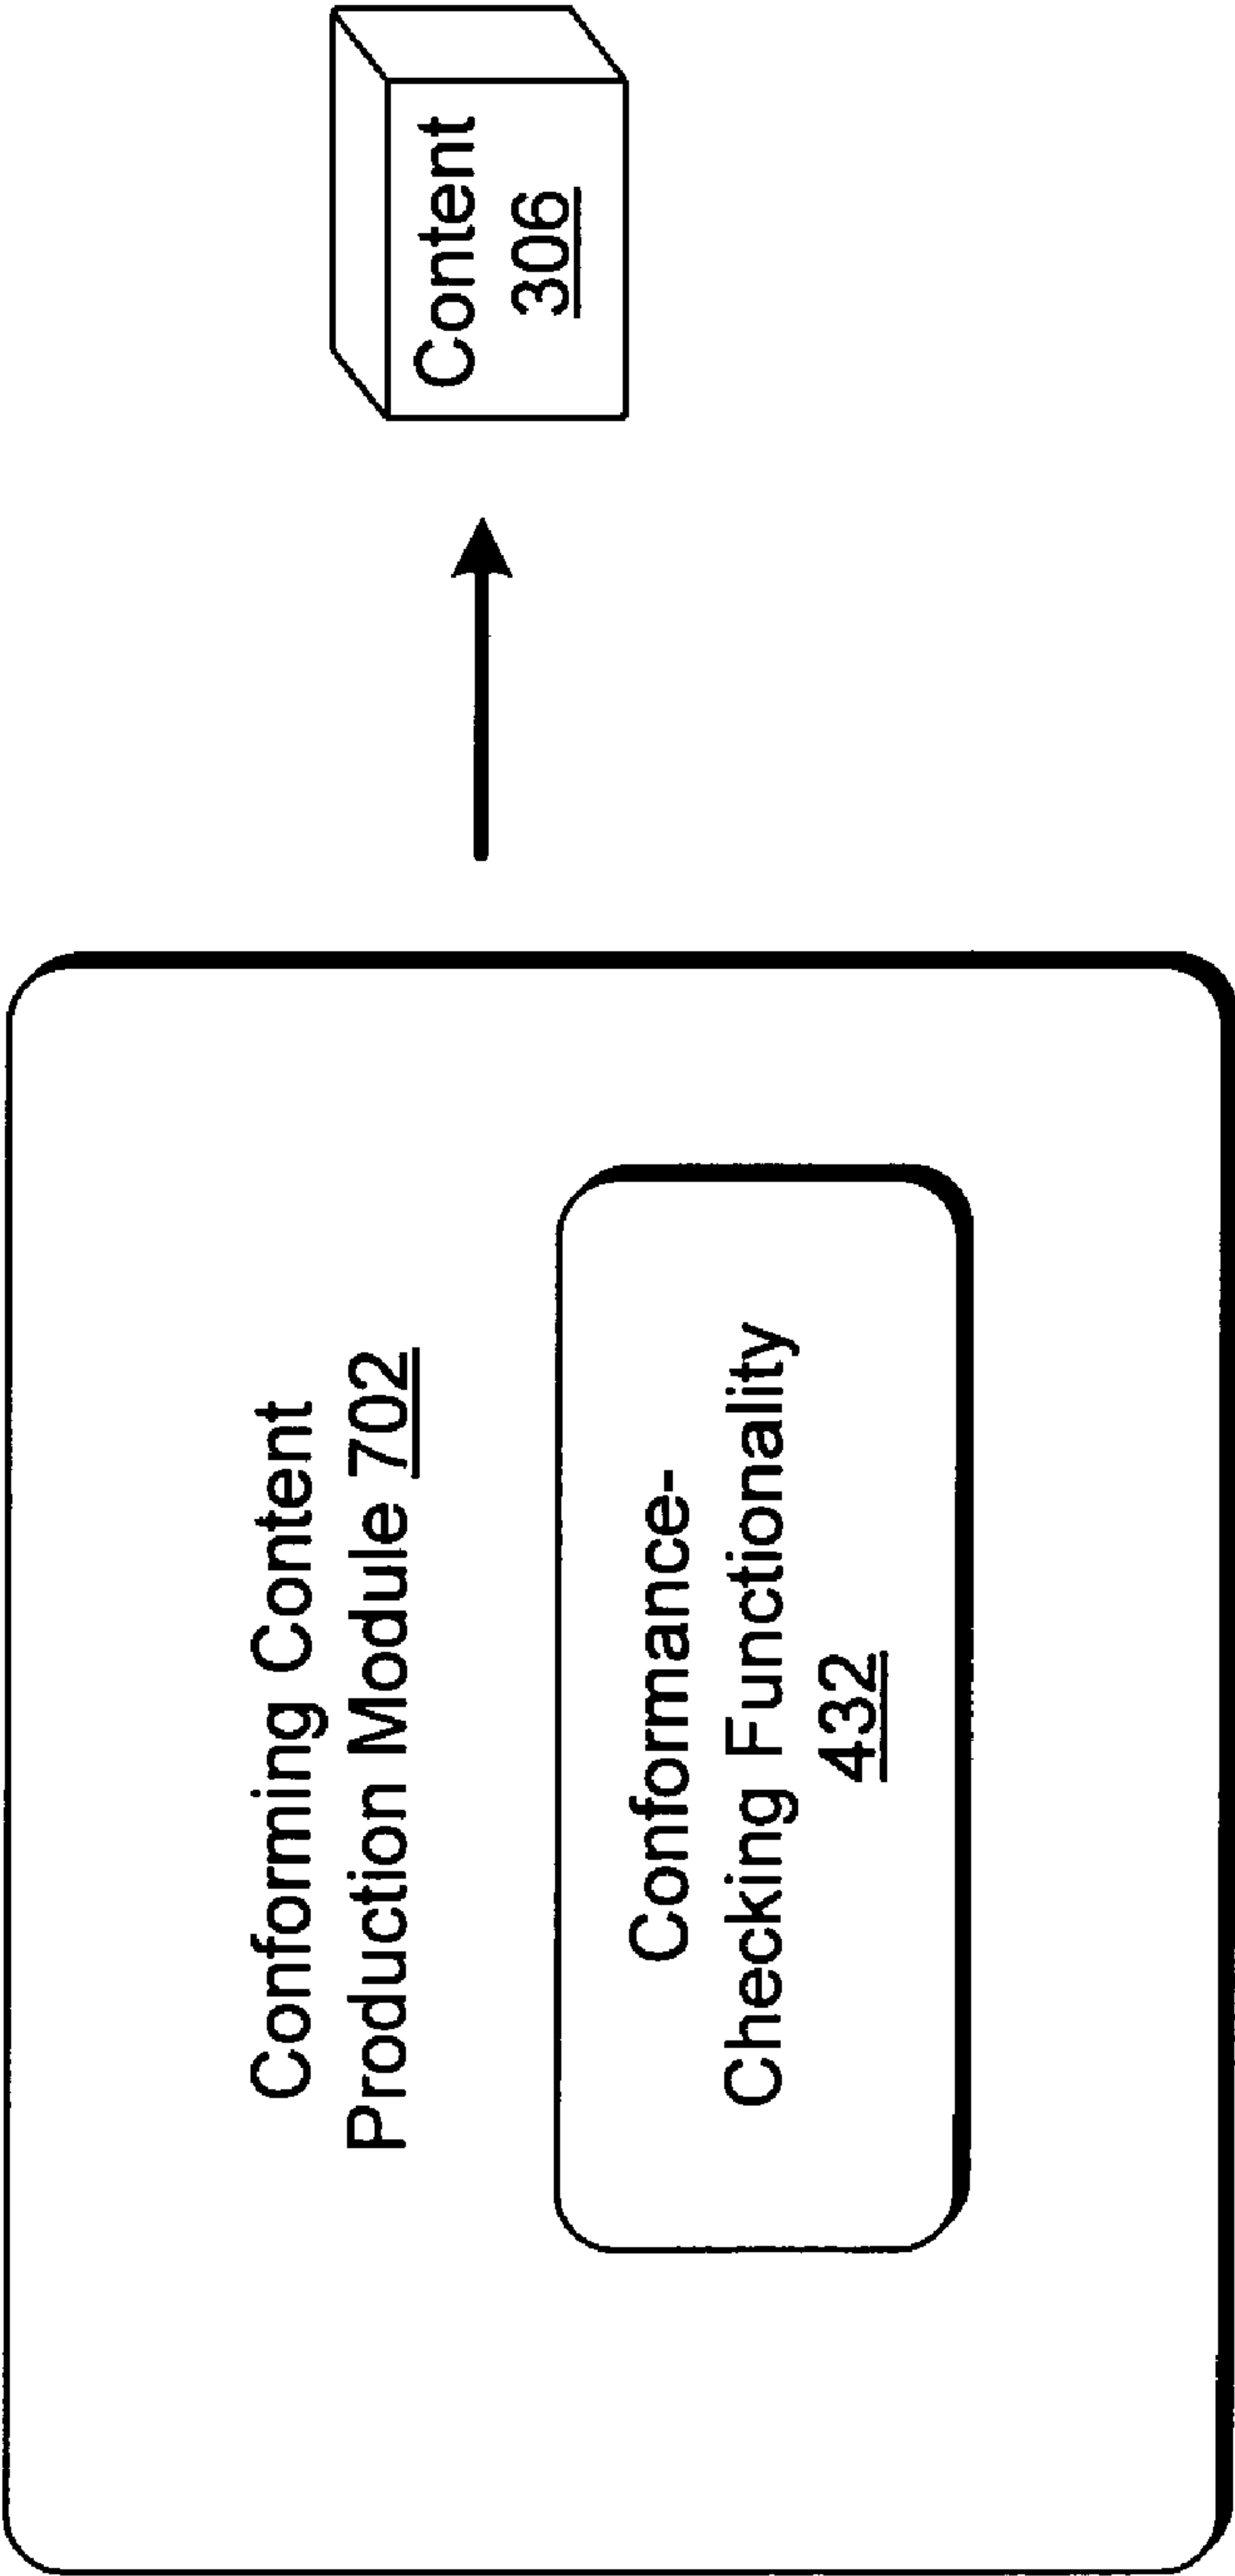 Conforming Content
Production Module 702
Conformance-
Checking Functionality
432
Content
306